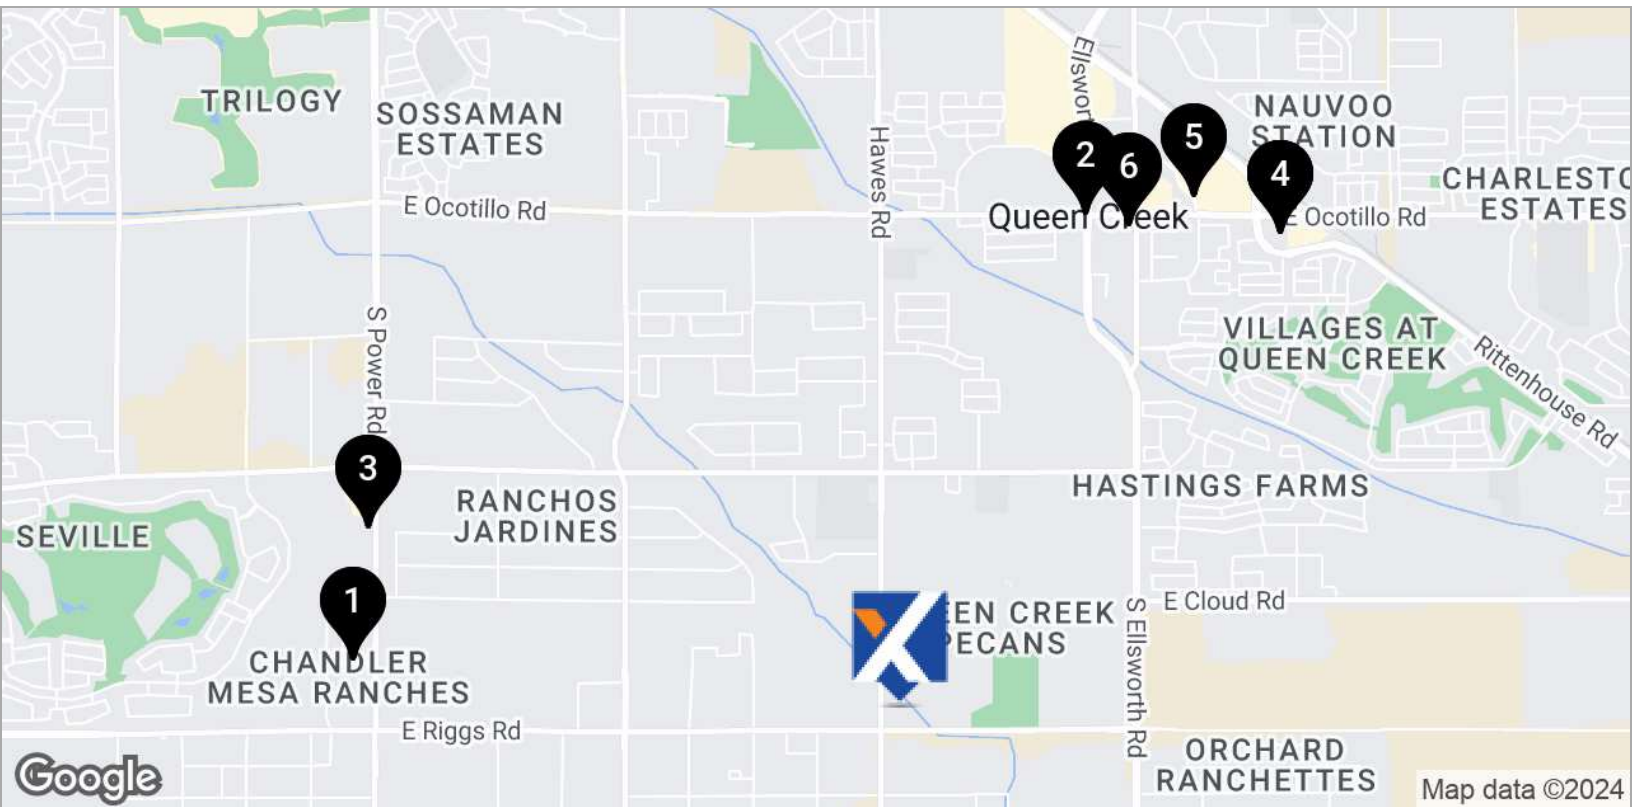 TRILOGY
SOSSAMAN
ESTATES
Ellswort
NAUVOO
STATION
2
6
5
4
CHARLESTO
ESTATES
E Ocotillo Rd
Hawes Rd
Queen Creek
E Ocotillo Rd
S Power Rd
VILLAGES AT
QUEEN CREEK
Rittenhouse Rd
3
SEVILLE
RANCHOS
JARDINES
HASTINGS FARMS
1
CHANDLER
MESA RANCHES
EEN CREEK
PECANS
E Cloud Rd
S Ellsworth Rd
E Riggs Rd
ORCHARD
RANCHETTES
Google
Map data ©2024